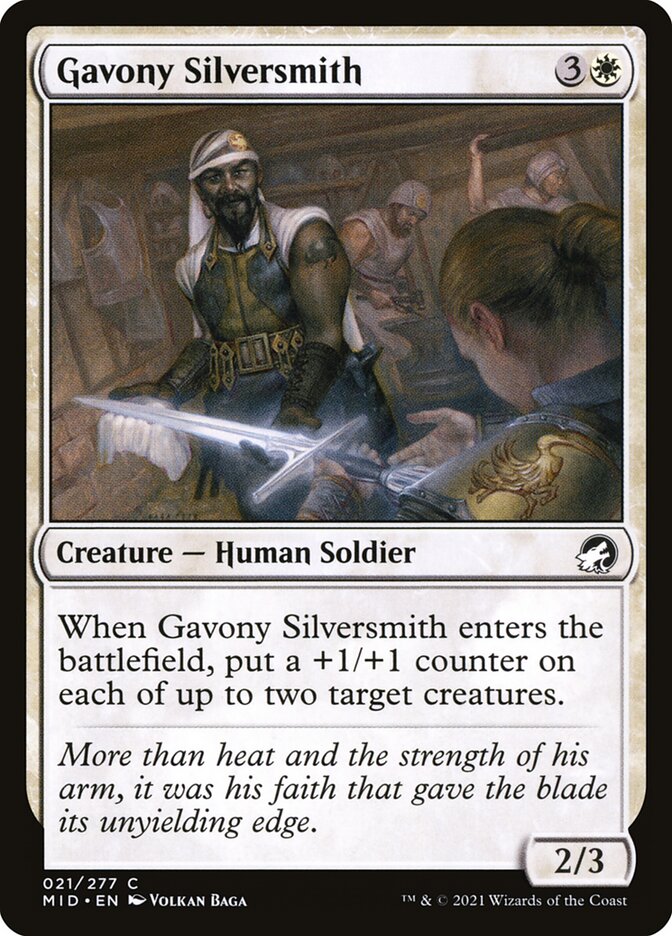 Gavony Silversmith 3
Creature — Human Soldier
When Gavony Silversmith enters the
battlefield, put a +1/+1 counter on
each of up to two target creatures.
More than heat and the strength of his
arm, it was his faith that gave the blade
its unyielding edge.
2/3
021/277 C
MID • EN Volkan Baga
™ & © 2021 Wizards of the Coast